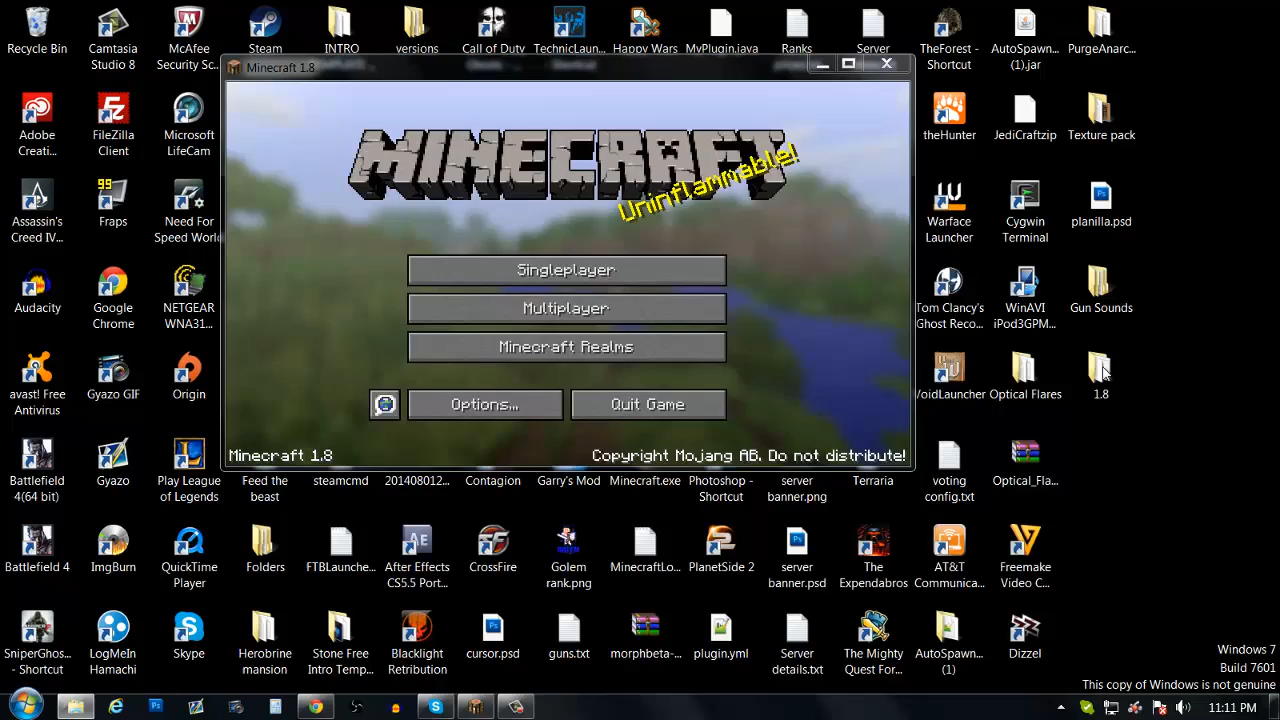 Recycle Bin
Camtasia
Studio 8
McAfee
Security Sc...
Steam
INTRO
versions
Call of Duty
TechnicLaun...
Happy Wars
MyPlugin.java
Ranks
Server
TheForest -
Shortcut
AutoSpawn...
(1).jar
PurgeAnarc...
Minecraft 1.8
MINECRAFT
Uninflammable!
Singleplayer
Multiplayer
Minecraft Realms
Options...
Quit Game
Minecraft 1.8
Copyright Mojang AB. Do not distribute!
Adobe
Creati...
FileZilla
Client
Microsoft
LifeCam
theHunter
JediCraftzip
Texture pack
Assassin's
Creed IV...
99
Fraps
Need For
Speed World
Warface
Launcher
Cygwin
Terminal
planilla.psd
Audacity
Google
Chrome
NETGEAR
WNA31...
Tom Clancy's
Ghost Reco...
WinAVI
iPod3GPM...
Gun Sounds
avast! Free
Antivirus
Gyazo GIF
Origin
VoidLauncher
Optical Flares
1.8
Battlefield
4(64 bit)
Gyazo
Play League
of Legends
Feed the
beast
steamcmd
201408012...
Contagion
Garry's Mod
Minecraft.exe
Photoshop -
Shortcut
server
banner.png
Terraria
voting
config.txt
Optical_Fla...
Battlefield 4
ImgBurn
QuickTime
Player
Folders
FTBLaunche...
After Effects
CS5.5 Port...
CrossFire
Golem
rank.png
MinecraftLo...
PlanetSide 2
server
banner.psd
The
Expendabros
AT&T
Communica...
Freemake
Video C...
SniperGhos...
- Shortcut
LogMeIn
Hamachi
Skype
Herobrine
mansion
Stone Free
Intro Temp...
Blacklight
Retribution
cursor.psd
guns.txt
morphbeta-...
plugin.yml
Server
details.txt
The Mighty
Quest For...
AutoSpawn...
(1)
Dizzel
Windows 7
Build 7601
This copy of Windows is not genuine
11:11 PM